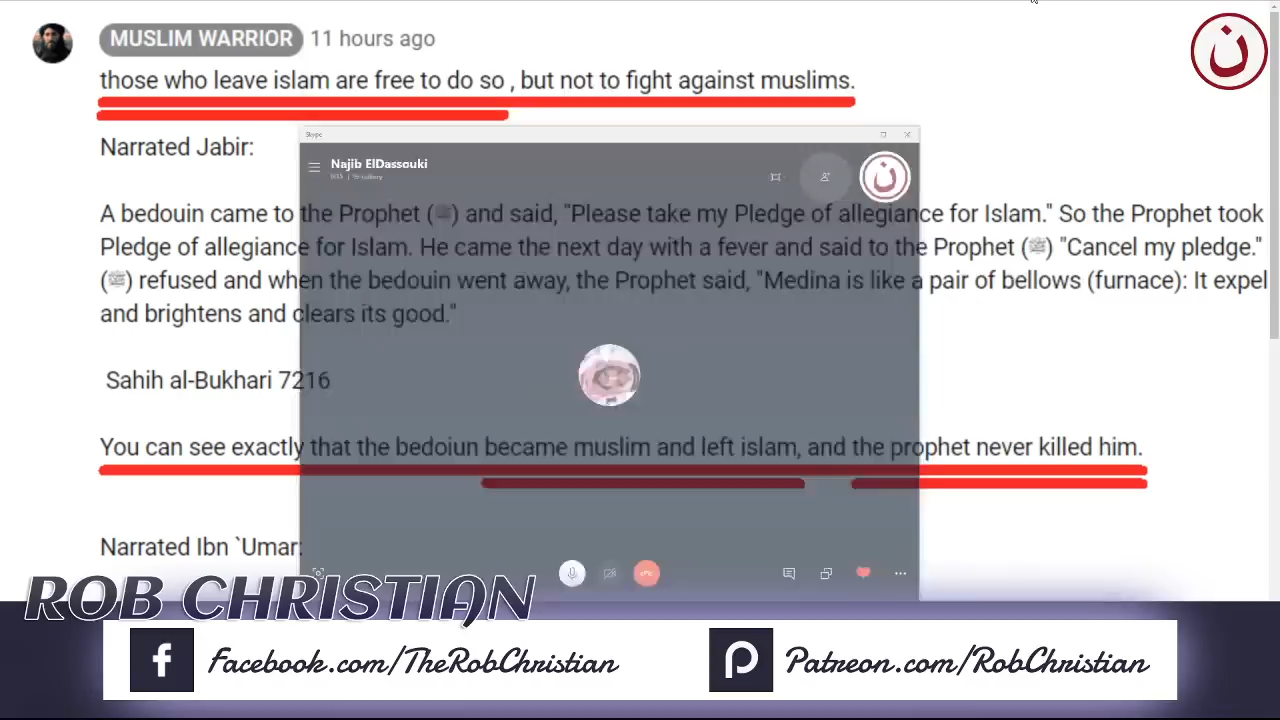 MUSLIM WARRIOR 11 hours ago
those who leave islam are free to do so , but not to fight against muslims.
Narrated Jabir:
Skype
Najib ElDassouki
A bedouin came to the Prophet (ﷺ) and said, "Please take my Pledge of allegiance for Islam." So the Prophet took
Pledge of allegiance for Islam. He came the next day with a fever and said to the Prophet (ﷺ) "Cancel my pledge."
(ﷺ) refused and when the bedouin went away, the Prophet said, "Medina is like a pair of bellows (furnace): It expel
and brightens and clears its good."
Sahih al-Bukhari 7216
You can see exactly that the bedoiun became muslim and left islam, and the prophet never killed him.
Narrated Ibn `Umar:
ROB CHRISTIAN
Facebook.com/TheRobChristian
Patreon.com/RobChristian
ن
ن